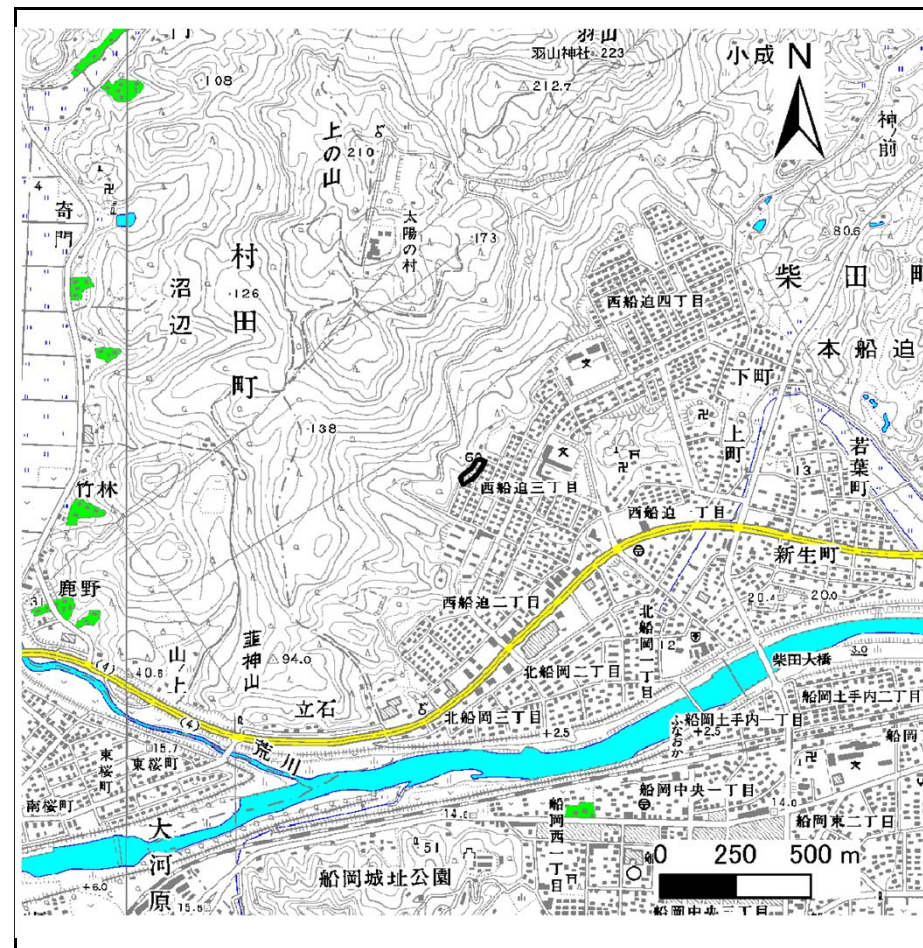 羽山
羽山神社 223
小成
N
108
212.7
神ノ前
上の山
210
4
寄門
太陽の村
173
80.6
村田町
沼辺
126
西船迫四丁目
柴田町
本船迫
下町
138
60
上町
若葉町
西船迫三丁目
13
竹林
西船迫一丁目
新生町
鹿野
西船迫二丁目
20.4
20.0
31
北船岡一丁目
12
山ノ上
40.8
韮神山
94.0
北船岡二丁目
柴田大橋
3.0
(4)
立石
北船岡三丁目
船岡土手内一丁目
船岡土手内二丁目
(4)
+2.5
ふなおか
+2.5
15.7
東桜町
東桜町
荒川
船岡
南桜町
船岡中央一丁目
14.0
14.0
大河原
船岡西一丁目
船岡東二丁目
51
船岡城址公園
+6.0
15.5
0 250 500 m
船岡中央三丁目